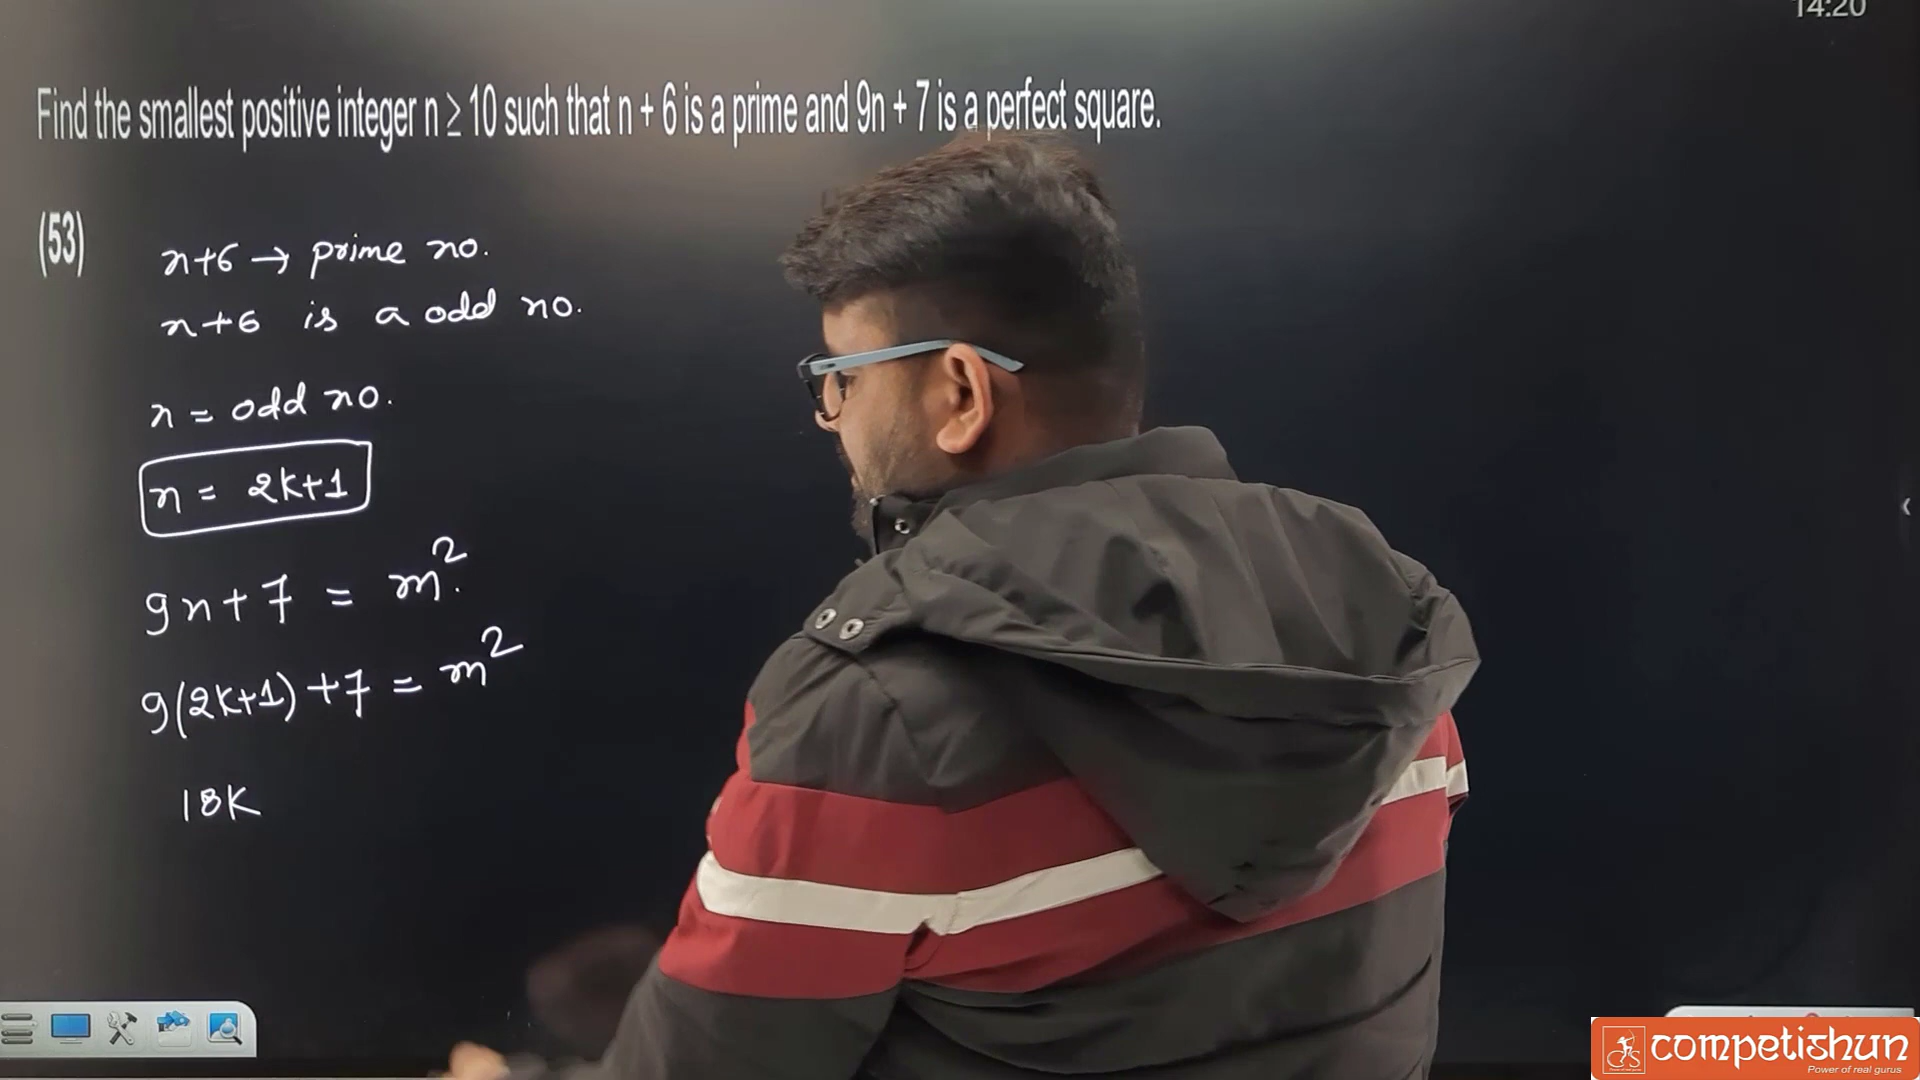 14:20
Find the smallest positive integer n ≥ 10 such that n + 6 is a prime and 9n + 7 is a perfect square.
(53)
n+6 → prime no.
n+6 is a odd no.
n = odd no.
n = 2k+1
9n+7 = m².
9(2k+1)+7 = m²
18k
competishun
Power of real gurus